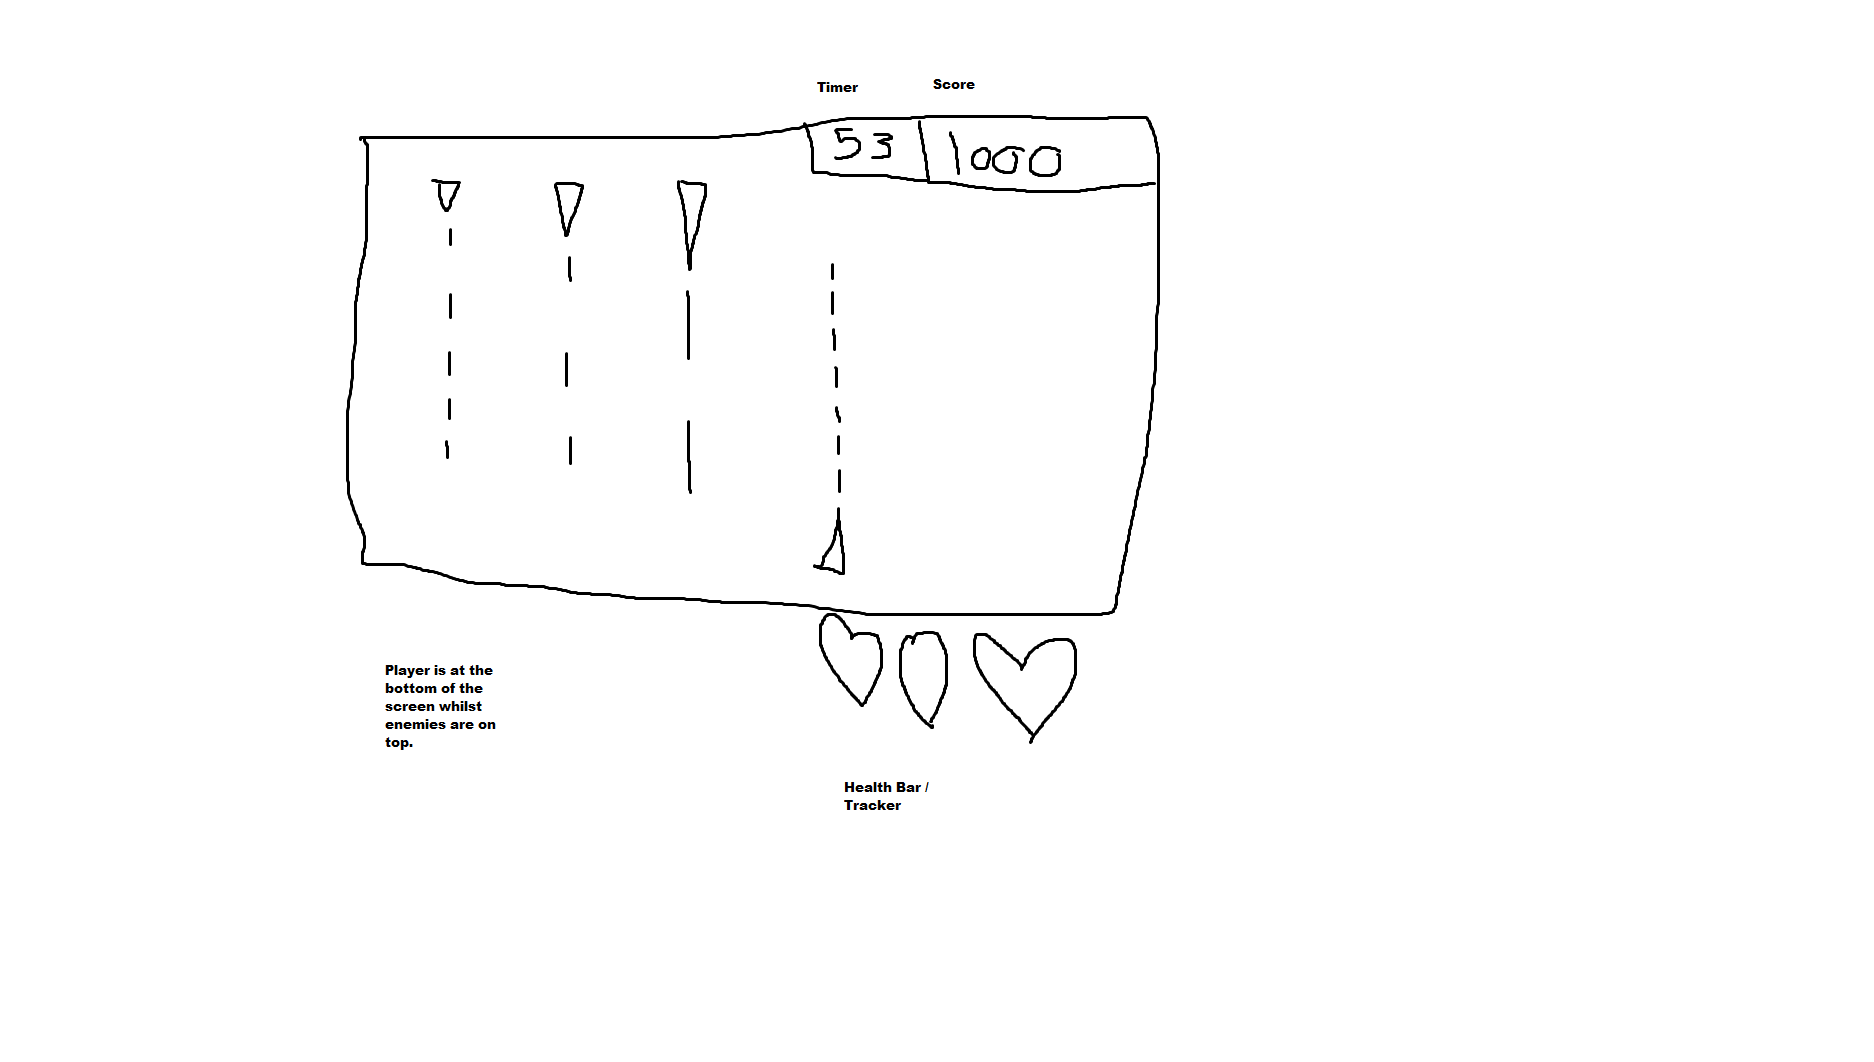 Timer
Score
53
1000
Player is at the
bottom of the
screen whilst
enemies are on
top.
Health Bar /
Tracker